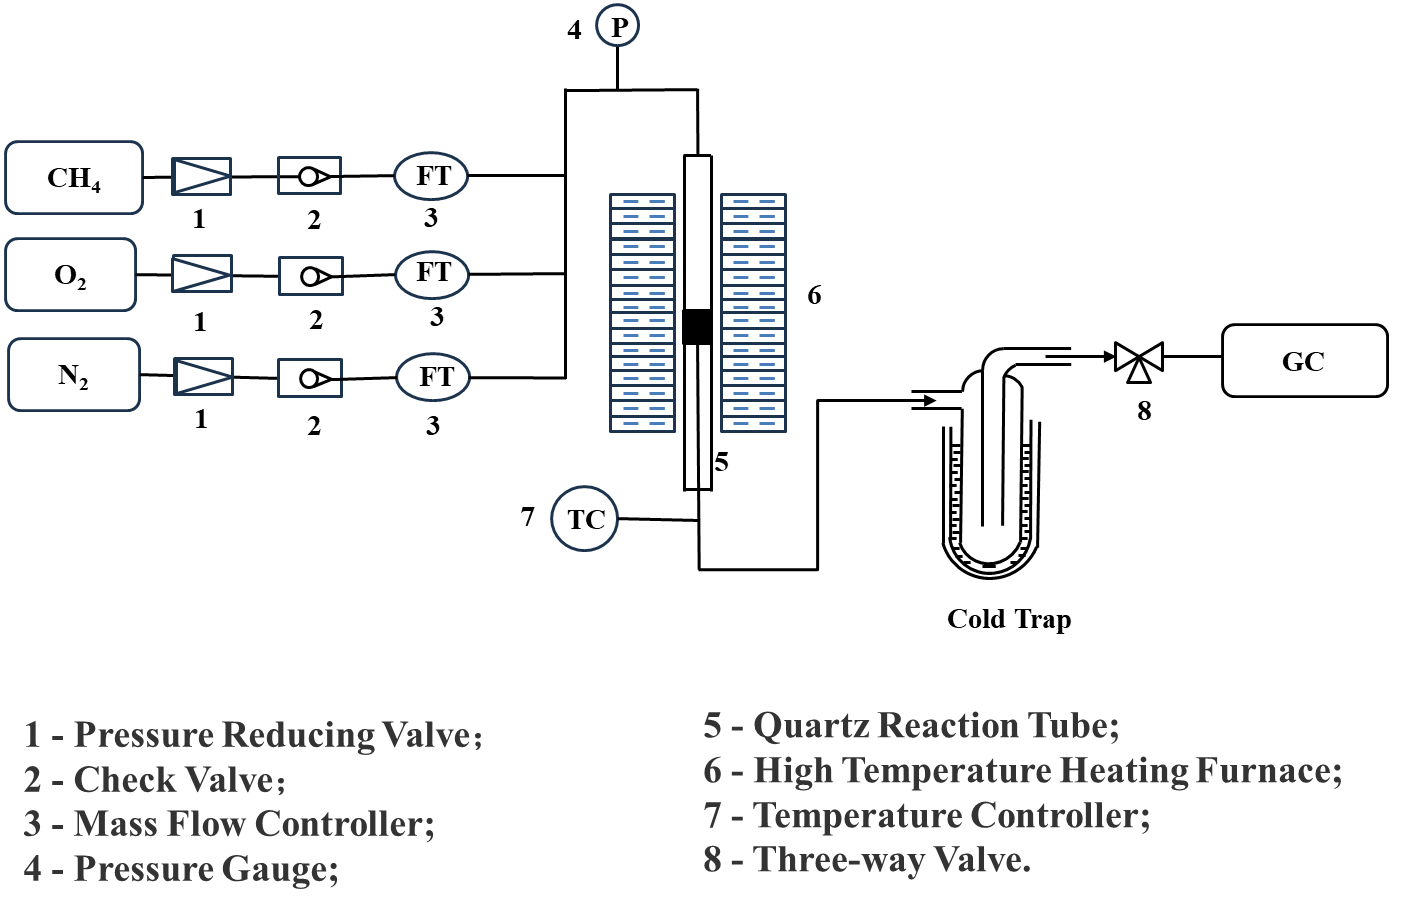 4 P
CH₄ 1 2 FT 3
O₂ 1 2 FT 3
N₂ 1 2 FT 3
6
5
7 TC
8
GC
Cold Trap
1 - Pressure Reducing Valve；
2 - Check Valve；
3 - Mass Flow Controller;
4 - Pressure Gauge;
5 - Quartz Reaction Tube;
6 - High Temperature Heating Furnace;
7 - Temperature Controller;
8 - Three-way Valve.